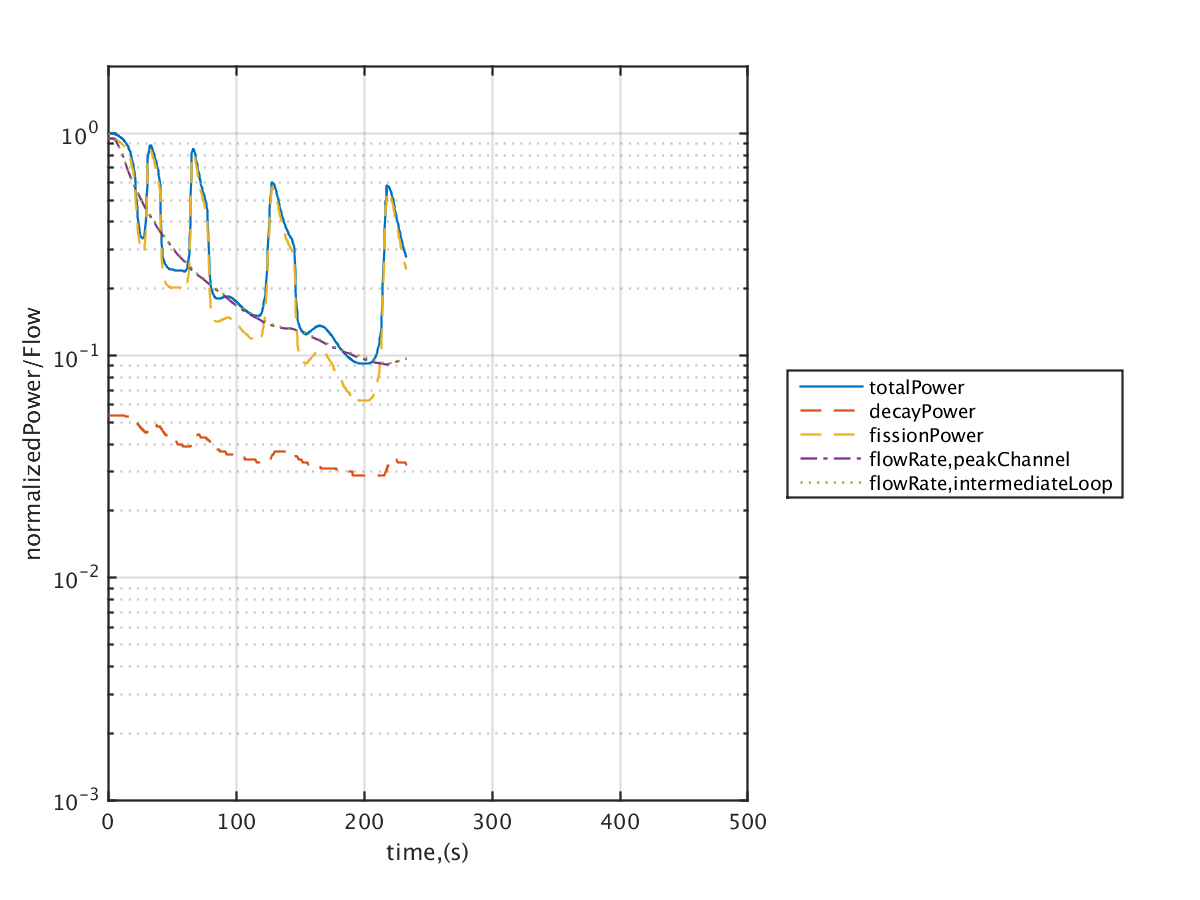 normalizedPower/Flow
10^0
10^-1
10^-2
10^-3
0 100 200 300 400 500
time,(s)
totalPower
decayPower
fissionPower
flowRate,peakChannel
flowRate,intermediateLoop